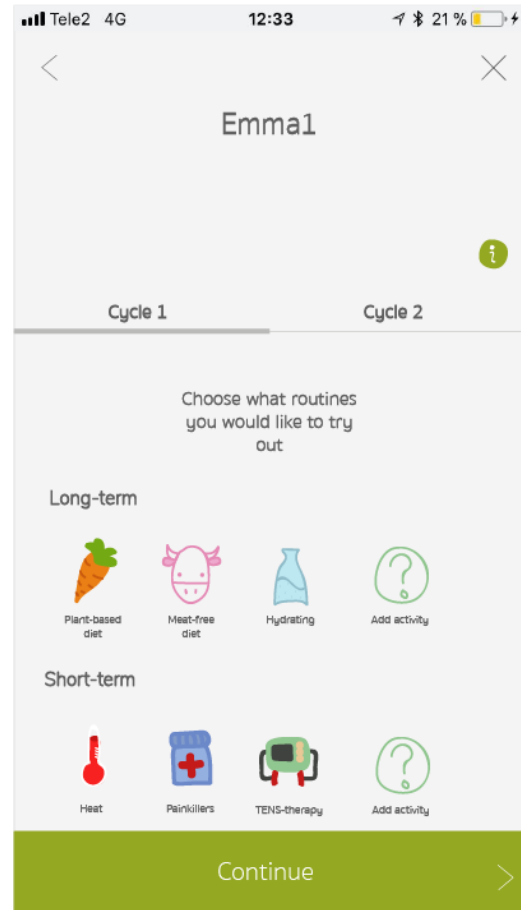 Tele2 4G 12:33 21 %
Emma1
i
Cycle 1 Cycle 2
Choose what routines
you would like to try
out
Long-term
Plant-based
diet
Meat-free
diet
Hydrating
Add activity
Short-term
Heat
Painkillers
TENS-therapy
Add activity
Continue